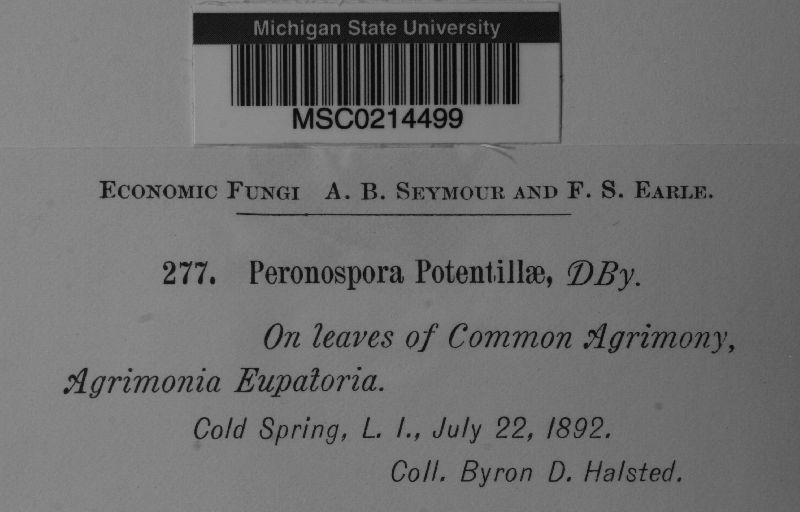 Michigan State University
MSC0214499
Economic Fungi A. B. Seymour and F. S. Earle.
277. Peronospora Potentillæ, DBy.
On leaves of Common Agrimony,
Agrimonia Eupatoria.
Cold Spring, L. I., July 22, 1892.
Coll. Byron D. Halsted.